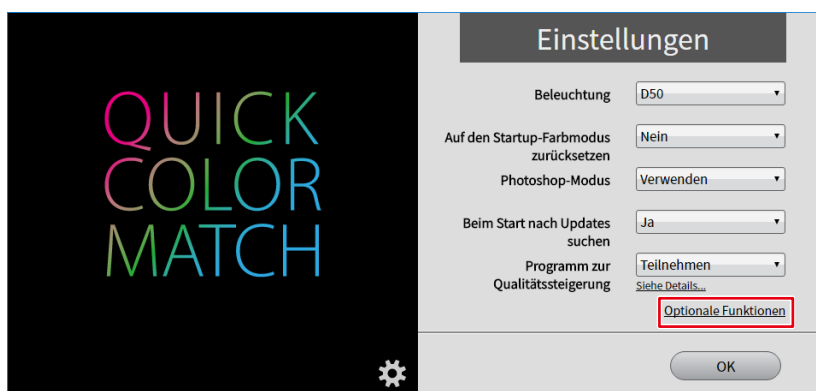 QUICK
COLOR
MATCH
Einstellungen
Beleuchtung
D50
Auf den Startup-Farbmodus
zurücksetzen
Nein
Photoshop-Modus
Verwenden
Beim Start nach Updates
suchen
Ja
Programm zur
Qualitätssteigerung
Teilnehmen
Siehe Details...
Optionale Funktionen
OK